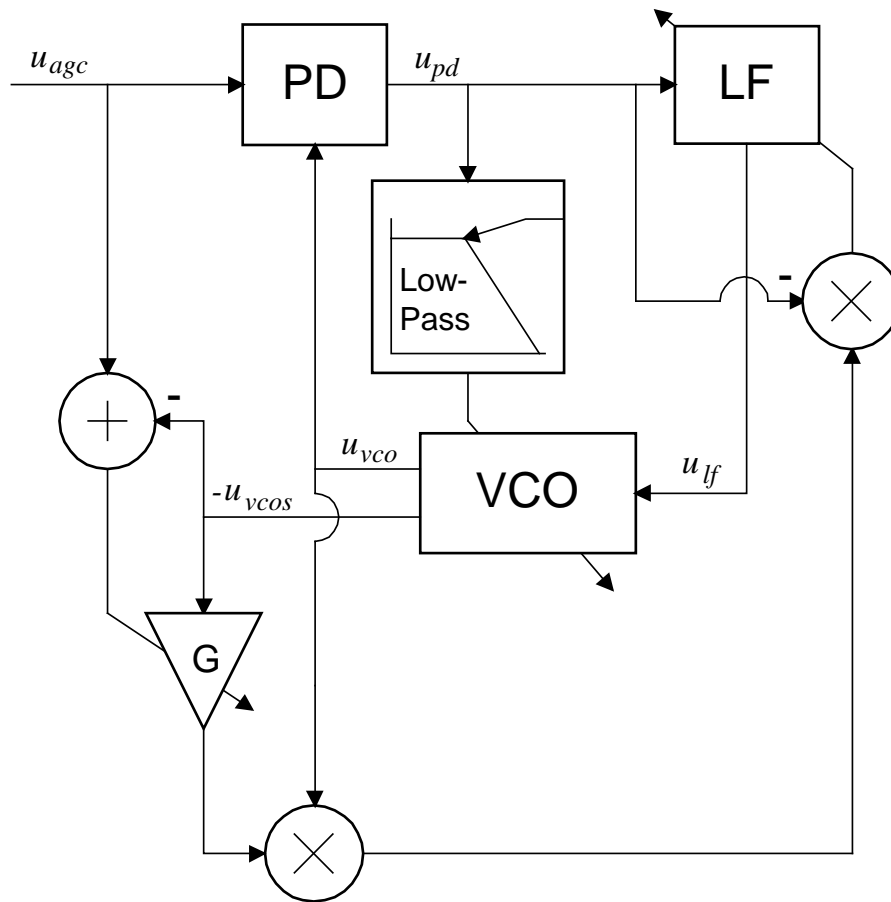 u_agc
PD
u_pd
LF
Low-
Pass
-
-
u_vco
VCO
u_lf
-u_vcos
G